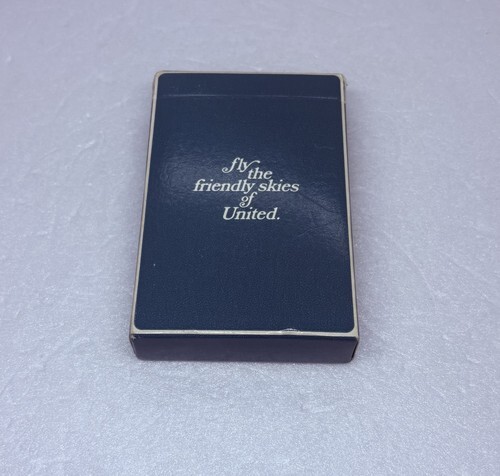 fly
the
friendly skies
of
United.